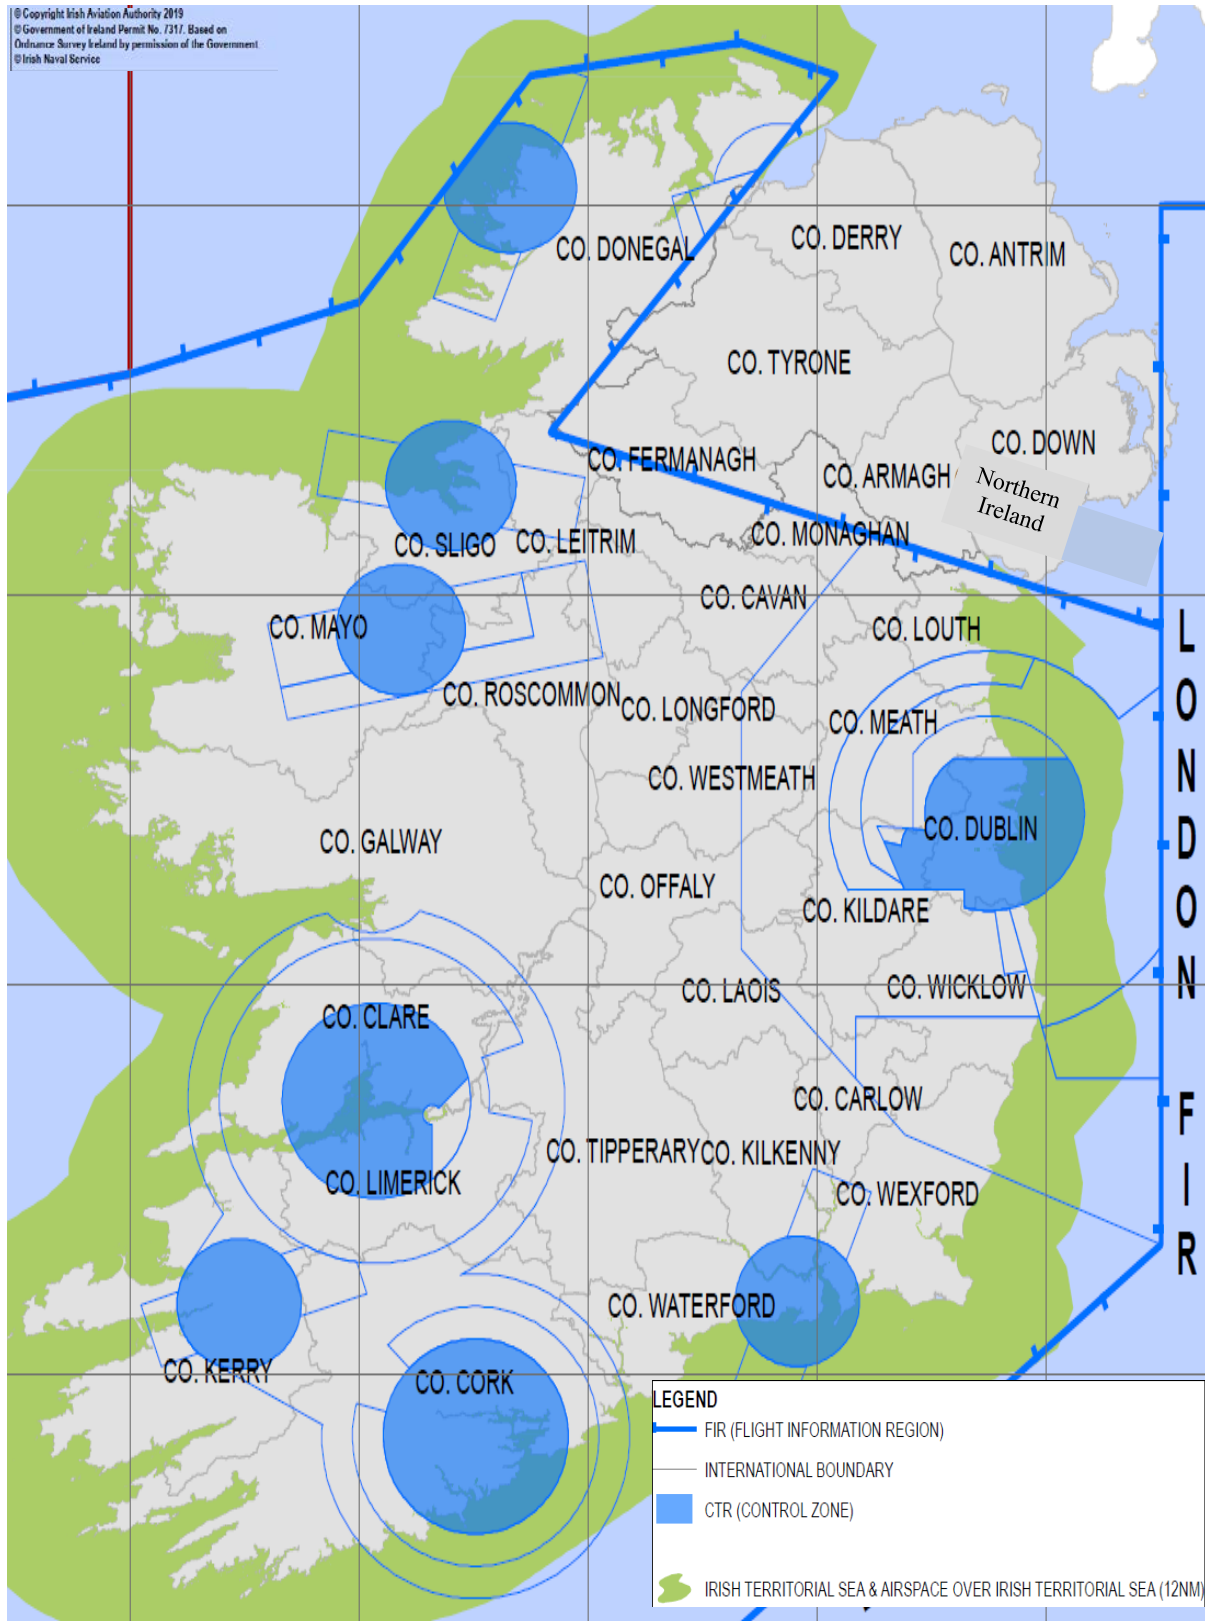 © Copyright Irish Aviation Authority 2019
© Government of Ireland Permit No. 7317. Based on
Ordnance Survey Ireland by permission of the Government
© Irish Naval Service
CO. DONEGAL
CO. DERRY
CO. ANTRIM
CO. TYRONE
CO. DOWN
CO. FERMANAGH
CO. ARMAGH
Northern
Ireland
CO. SLIGO
CO. LEITRIM
CO. MONAGHAN
CO. CAVAN
CO. MAYO
CO. LOUTH
CO. ROSCOMMON
CO. LONGFORD
CO. MEATH
CO. WESTMEATH
CO. GALWAY
CO. DUBLIN
CO. OFFALY
CO. KILDARE
CO. LAOIS
CO. WICKLOW
CO. CLARE
CO. CARLOW
CO. TIPPERARY
CO. KILKENNY
CO. LIMERICK
CO. WEXFORD
CO. WATERFORD
CO. KERRY
CO. CORK
LONDON FIR
LEGEND
FIR (FLIGHT INFORMATION REGION)
INTERNATIONAL BOUNDARY
CTR (CONTROL ZONE)
IRISH TERRITORIAL SEA & AIRSPACE OVER IRISH TERRITORIAL SEA (12NM)